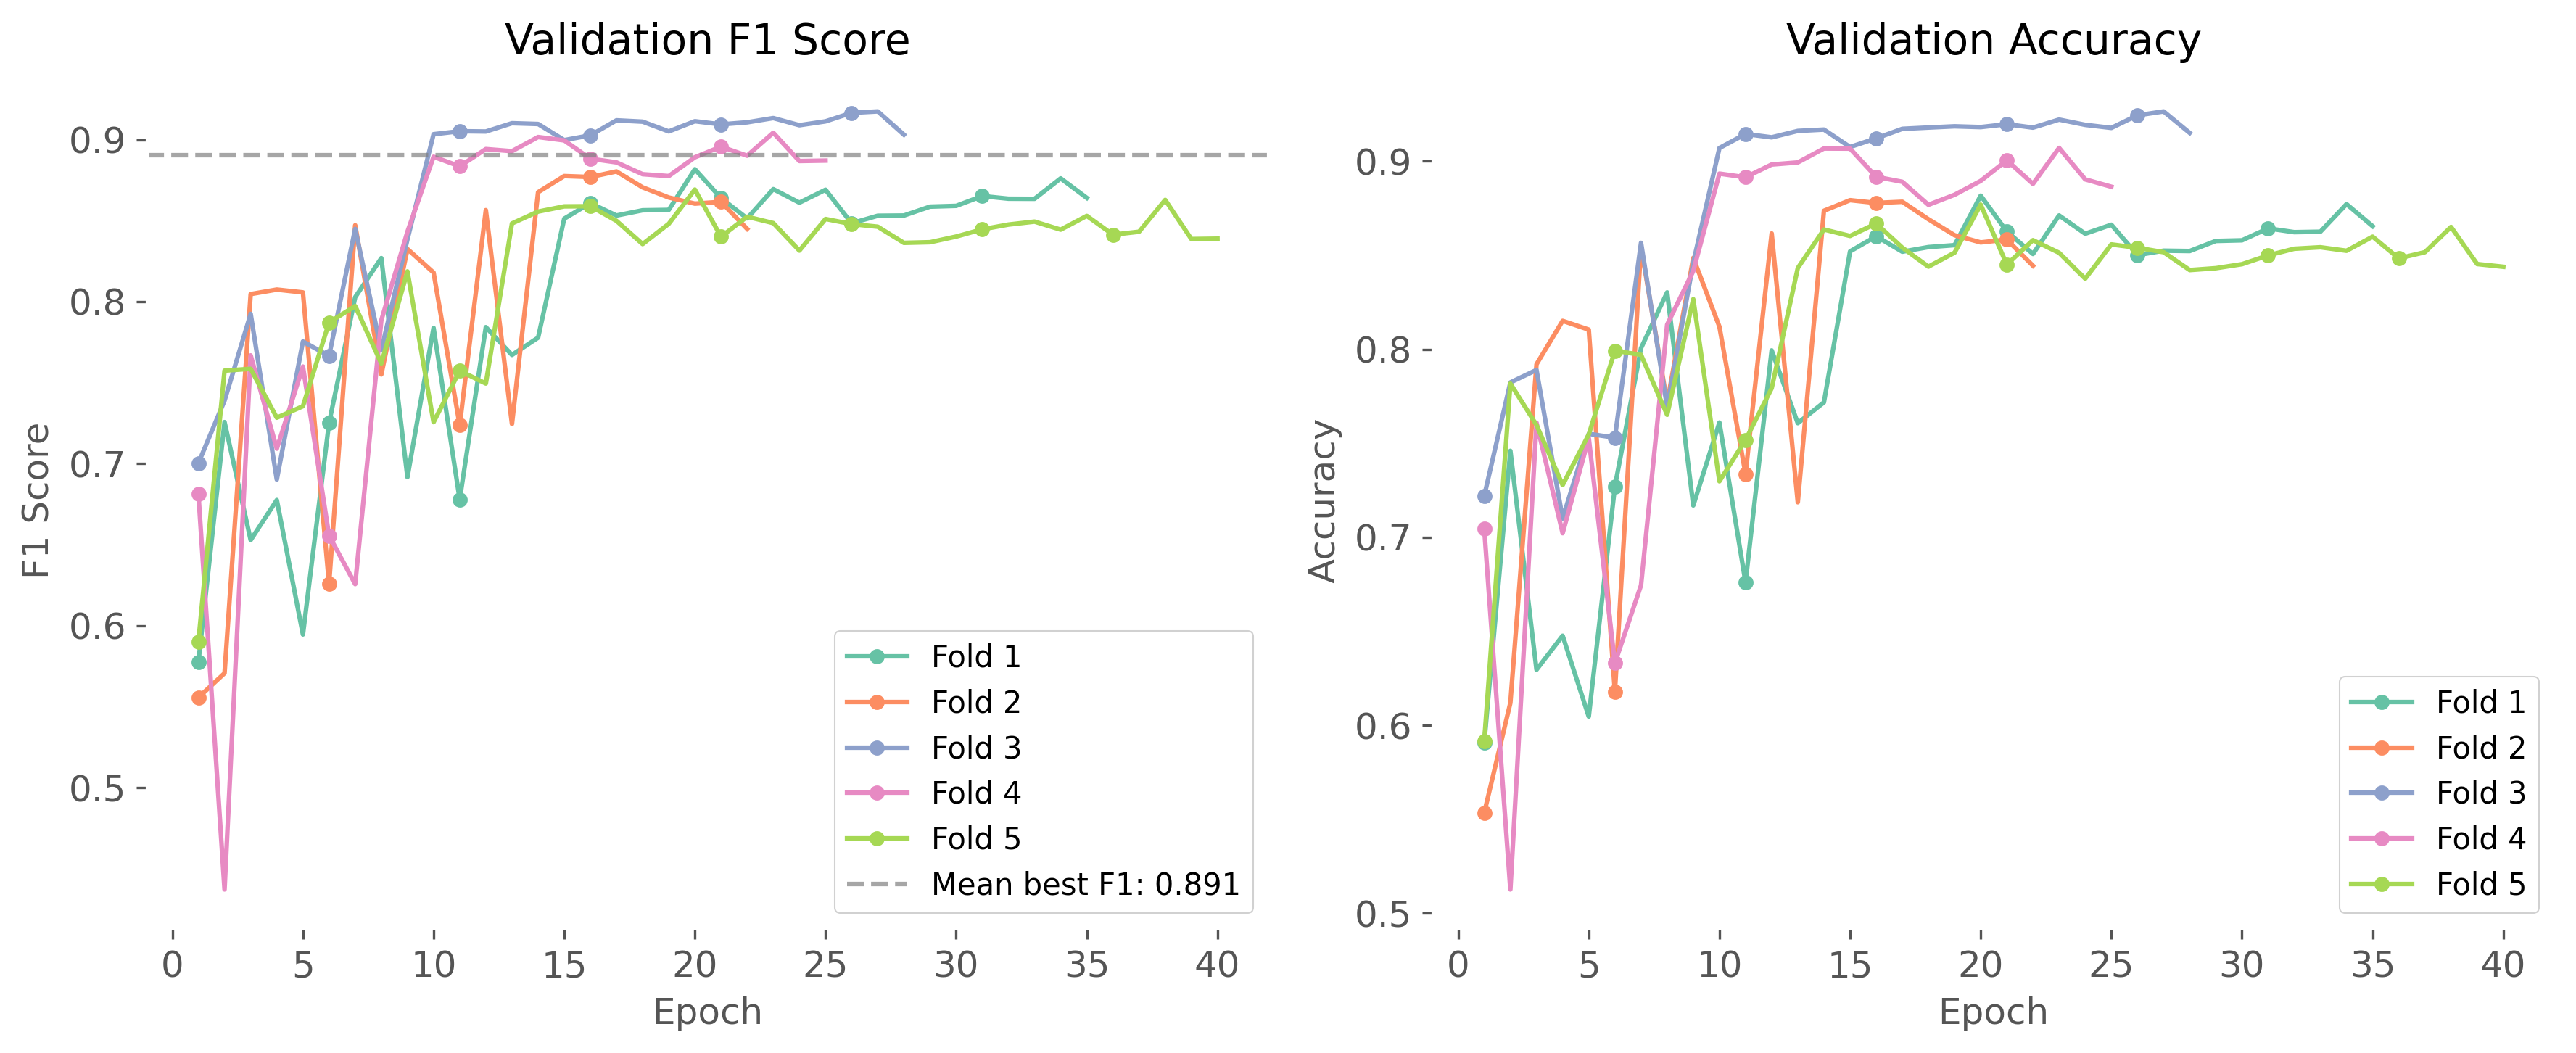 Validation F1 Score
F1 Score
0.9
0.8
0.7
0.6
0.5
0 5 10 15 20 25 30 35 40
Epoch
Fold 1
Fold 2
Fold 3
Fold 4
Fold 5
Mean best F1: 0.891
Validation Accuracy
Accuracy
0.9
0.8
0.7
0.6
0.5
0 5 10 15 20 25 30 35 40
Epoch
Fold 1
Fold 2
Fold 3
Fold 4
Fold 5